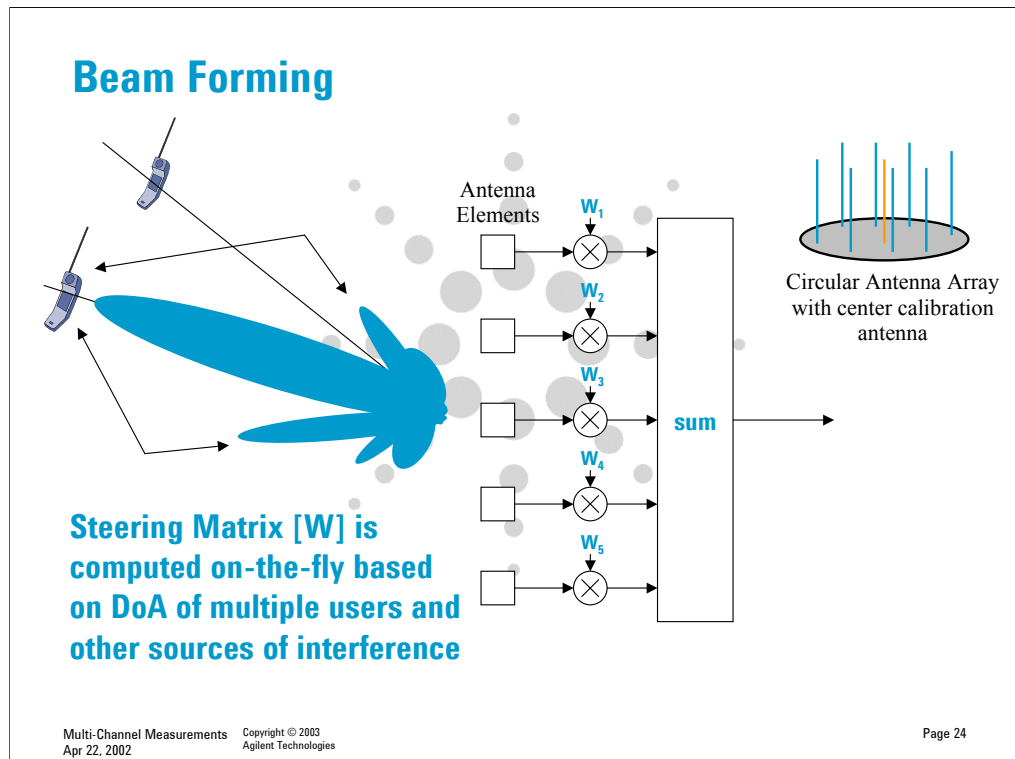 Beam Forming
Antenna
Elements
W1
W2
W3
W4
W5
sum
Circular Antenna Array
with center calibration
antenna
Steering Matrix [W] is
computed on-the-fly based
on DoA of multiple users and
other sources of interference
Multi-Channel Measurements
Apr 22, 2002
Copyright © 2003
Agilent Technologies
Page 24